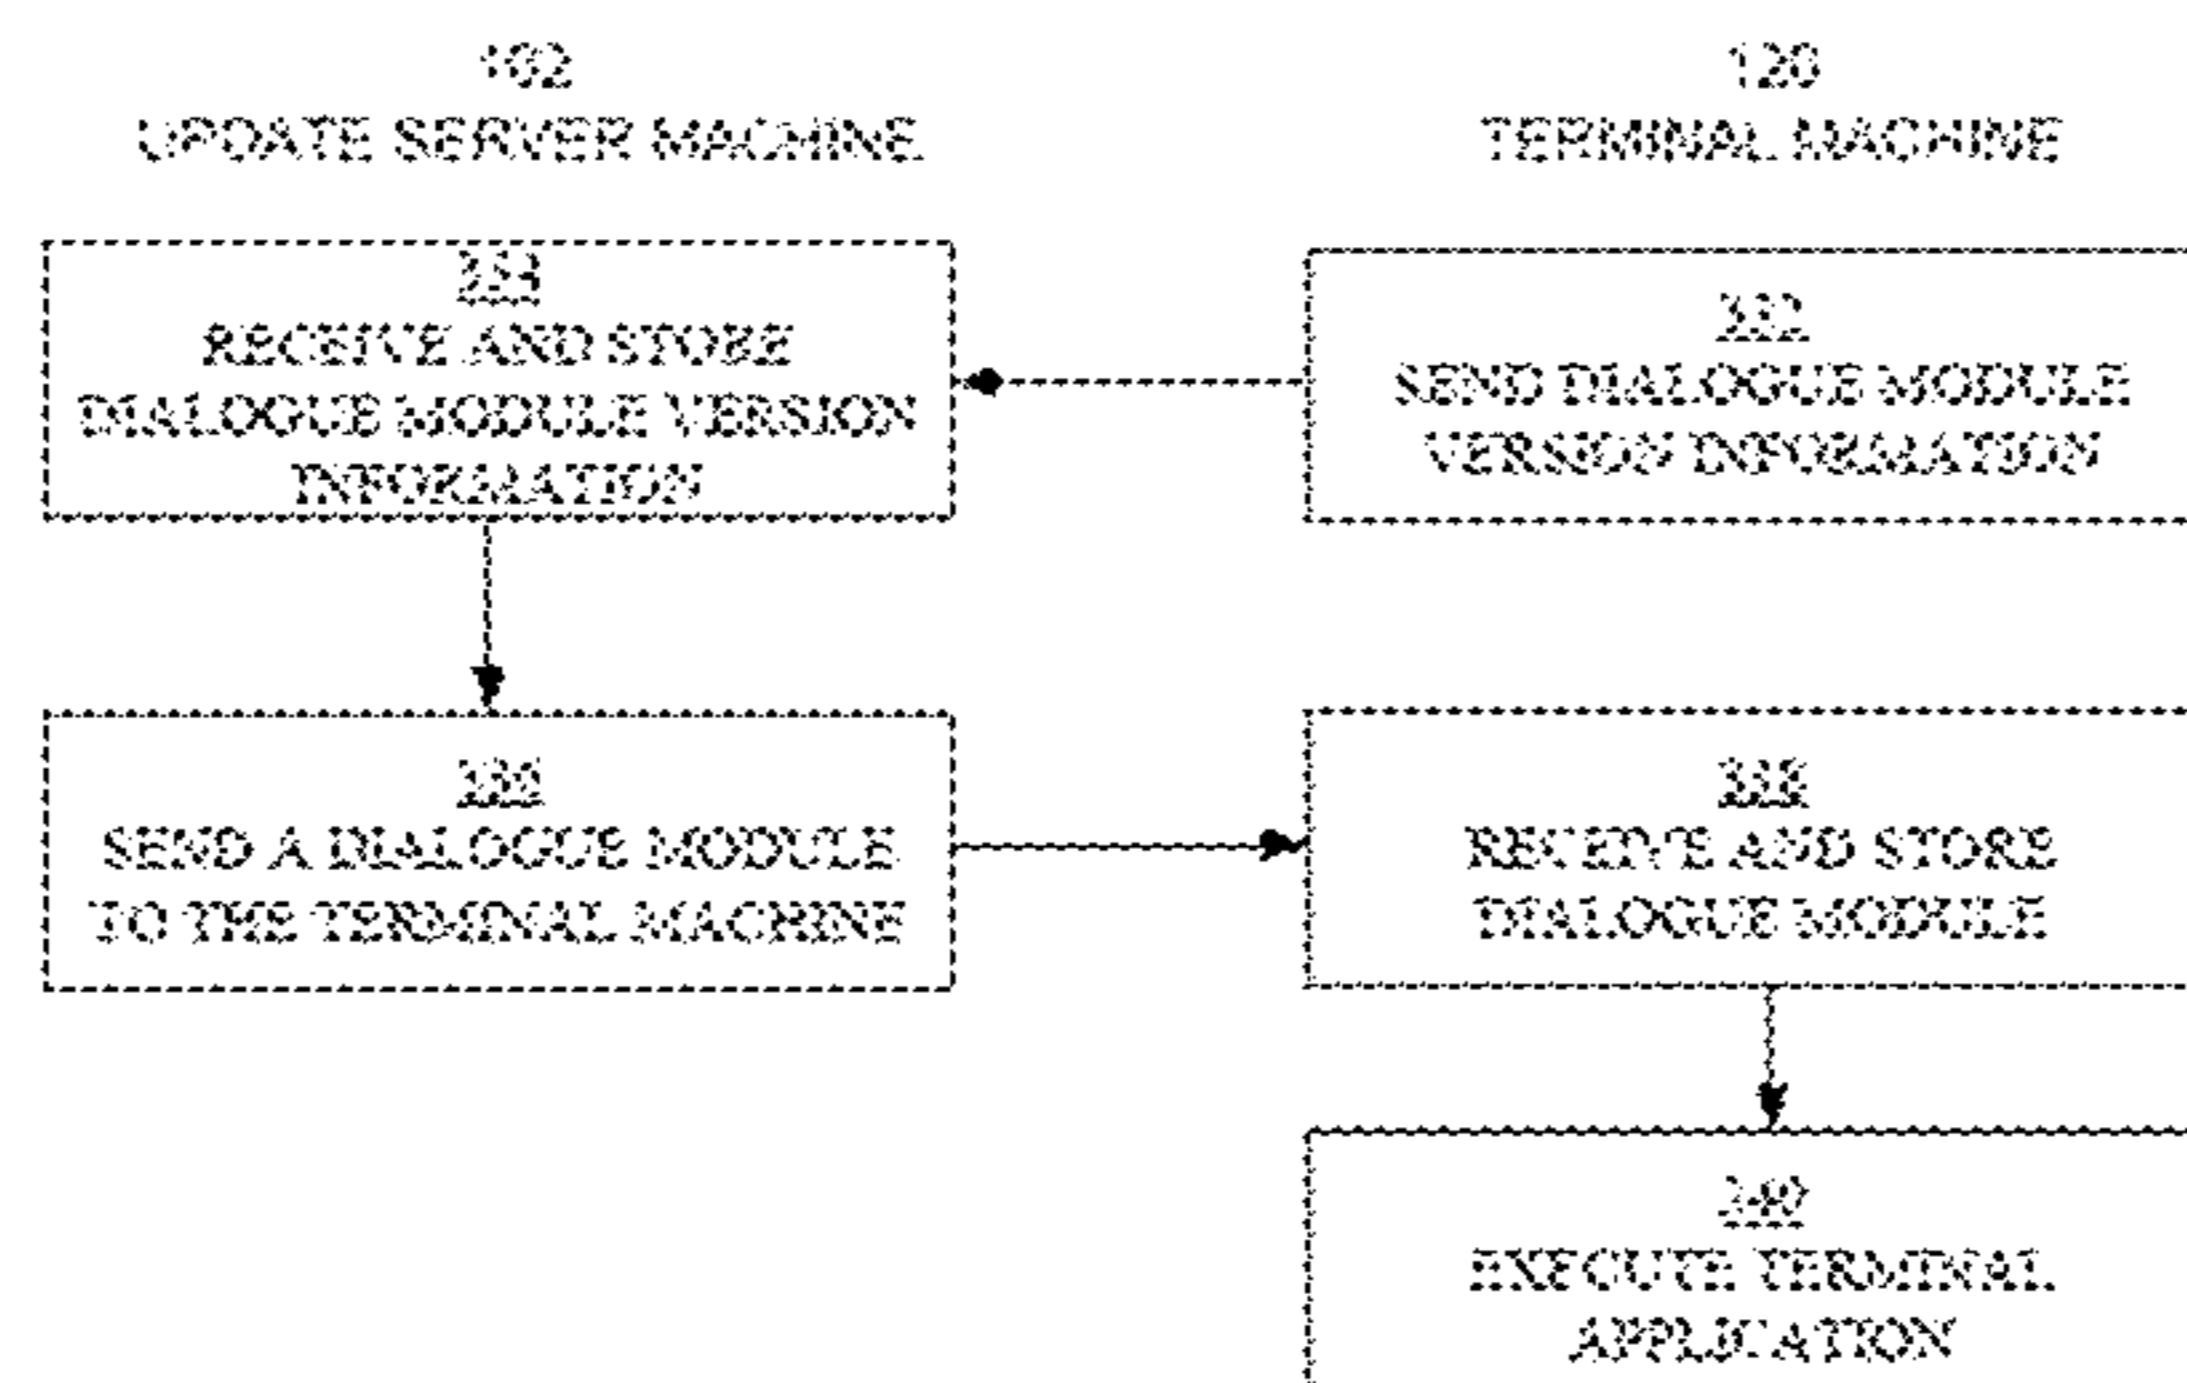 102
UPDATE SERVER MACHINE
120
TERMINAL MACHINE
RECEIVE AND STORE
DIALOGUE MODULE VERSION
INFORMATION
SEND DIALOGUE MODULE
VERSION INFORMATION
SEND A DIALOGUE MODULE
TO THE TERMINAL MACHINE
RECEIVE AND STORE
DIALOGUE MODULE
EXECUTE TERMINAL
APPLICATION